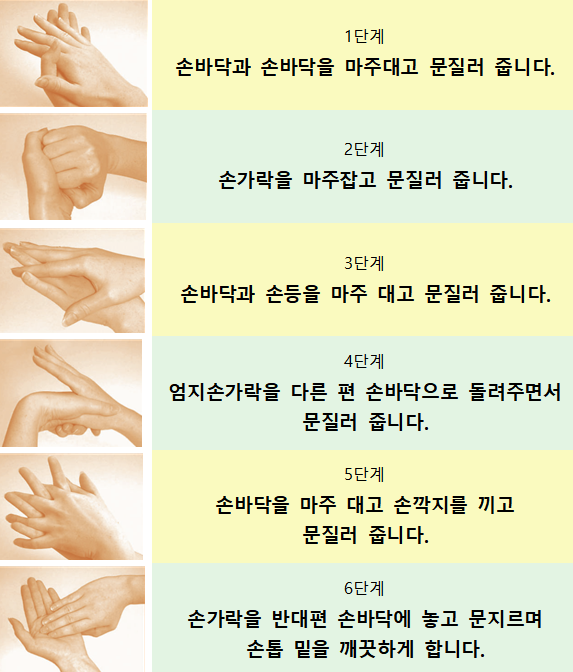 1단계
손바닥과 손바닥을 마주대고 문질러 줍니다.
2단계
손가락을 마주잡고 문질러 줍니다.
3단계
손바닥과 손등을 마주 대고 문질러 줍니다.
4단계
엄지손가락을 다른 편 손바닥으로 돌려주면서
문질러 줍니다.
5단계
손바닥을 마주 대고 손깍지를 끼고
문질러 줍니다.
6단계
손가락을 반대편 손바닥에 놓고 문지르며
손톱 밑을 깨끗하게 합니다.